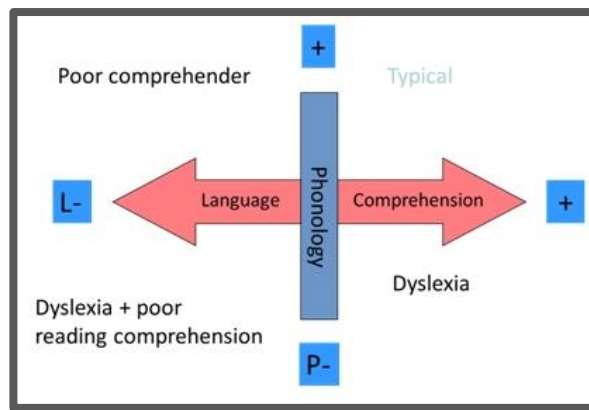 +
Poor comprehender
Typical
L-
Language
Phonology
Comprehension
+
Dyslexia
Dyslexia + poor
reading comprehension
P-